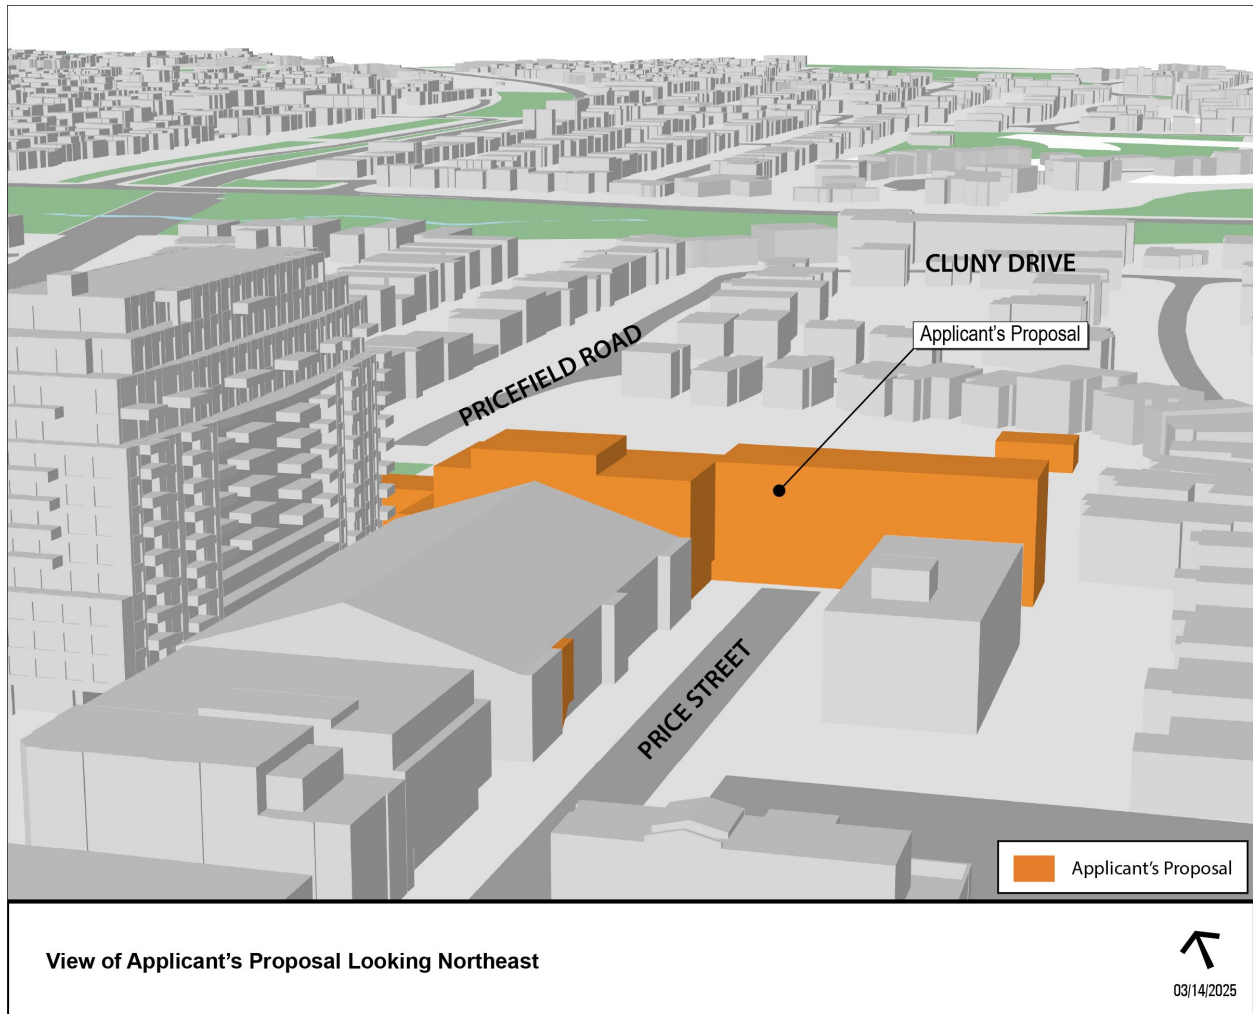 CLUNY DRIVE
Applicant's Proposal
PRICEFIELD ROAD
PRICE STREET
Applicant's Proposal
View of Applicant's Proposal Looking Northeast
03/14/2025